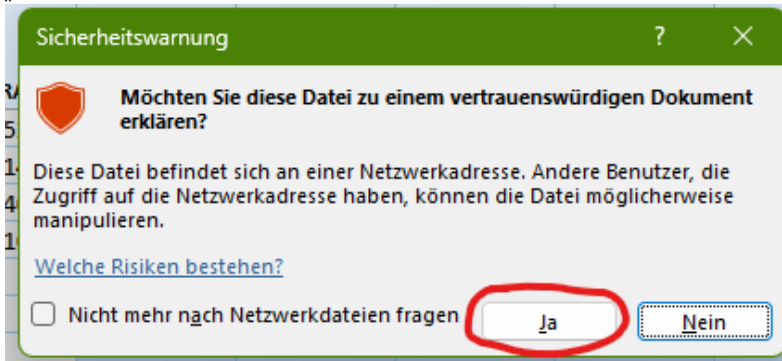 Sicherheitswarnung ?
Möchten Sie diese Datei zu einem vertrauenswürdigen Dokument
erklären?
Diese Datei befindet sich an einer Netzwerkadresse. Andere Benutzer, die
Zugriff auf die Netzwerkadresse haben, können die Datei möglicherweise
manipulieren.
Welche Risiken bestehen?
Nicht mehr nach Netzwerkdateien fragen Ja Nein